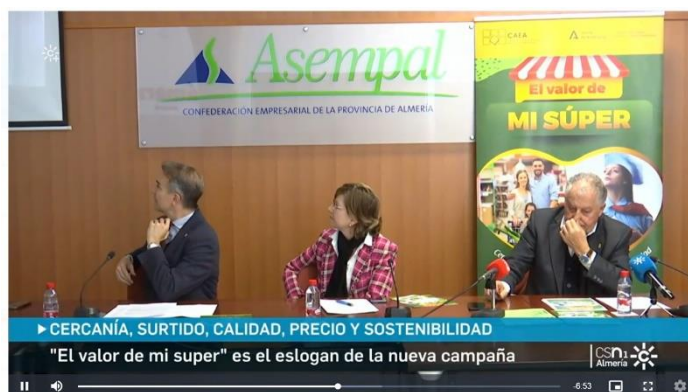 Asempal
CONFEDERACIÓN EMPRESARIAL DE LA PROVINCIA DE ALMERÍA
CAEA
El valor de
MI SÚPER
CERCANÍA, SURTIDO, CALIDAD, PRECIO Y SOSTENIBILIDAD
"El valor de mi super" es el eslogan de la nueva campaña
CSn1
Almería
-6:53